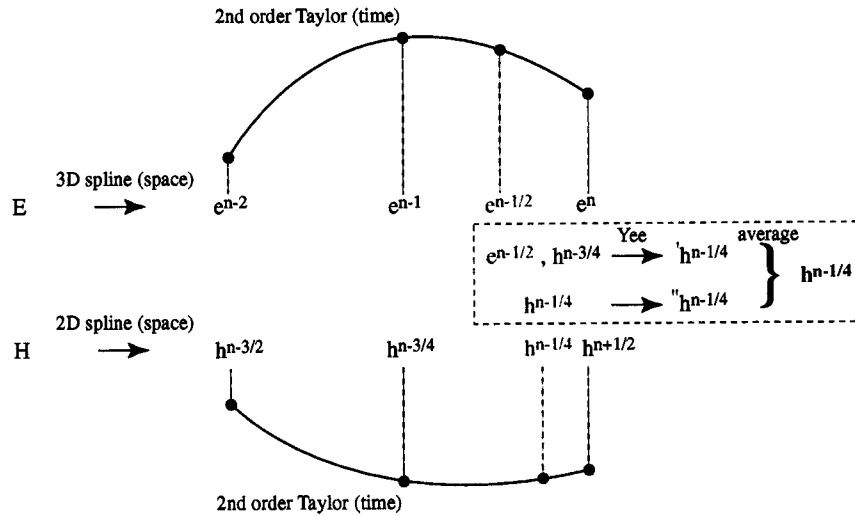 2nd order Taylor (time)
3D spline (space)
E → e^n-2 e^n-1 e^n-1/2 e^n
Yee average
e^n-1/2 , h^n-3/4 → 'h^n-1/4
h^n-1/4 → "h^n-1/4 } h^n-1/4
2D spline (space)
H → h^n-3/2 h^n-3/4 h^n-1/4 h^n+1/2
2nd order Taylor (time)